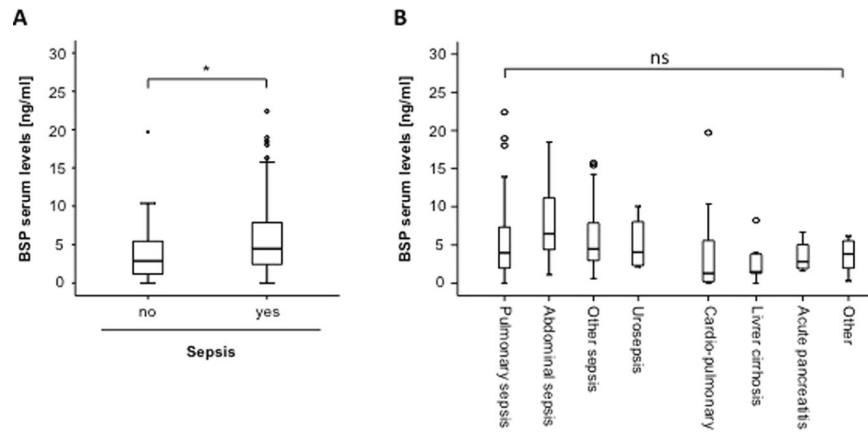 A
BSP serum levels [ng/ml]
30
25
20
15
10
5
0
*
no
yes
Sepsis
B
BSP serum levels [ng/ml]
30
25
20
15
10
5
0
ns
Pulmonary sepsis
Abdominal sepsis
Other sepsis
Urosepsis
Cardio-pulmonary
Livrer cirrhosis
Acute pancreatitis
Other